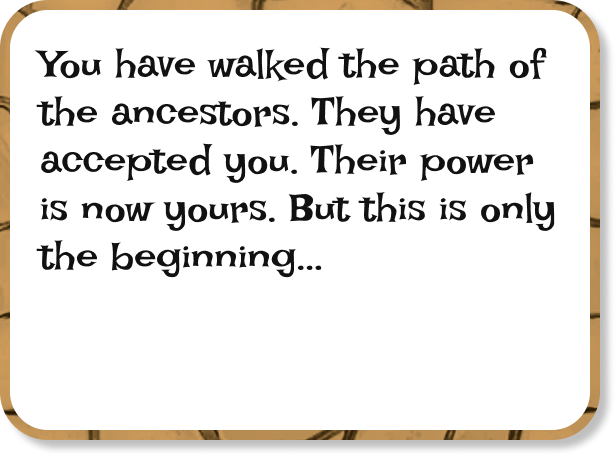 You have walked the path of
the ancestors. They have
accepted you. Their power
is now yours. But this is only
the beginning...